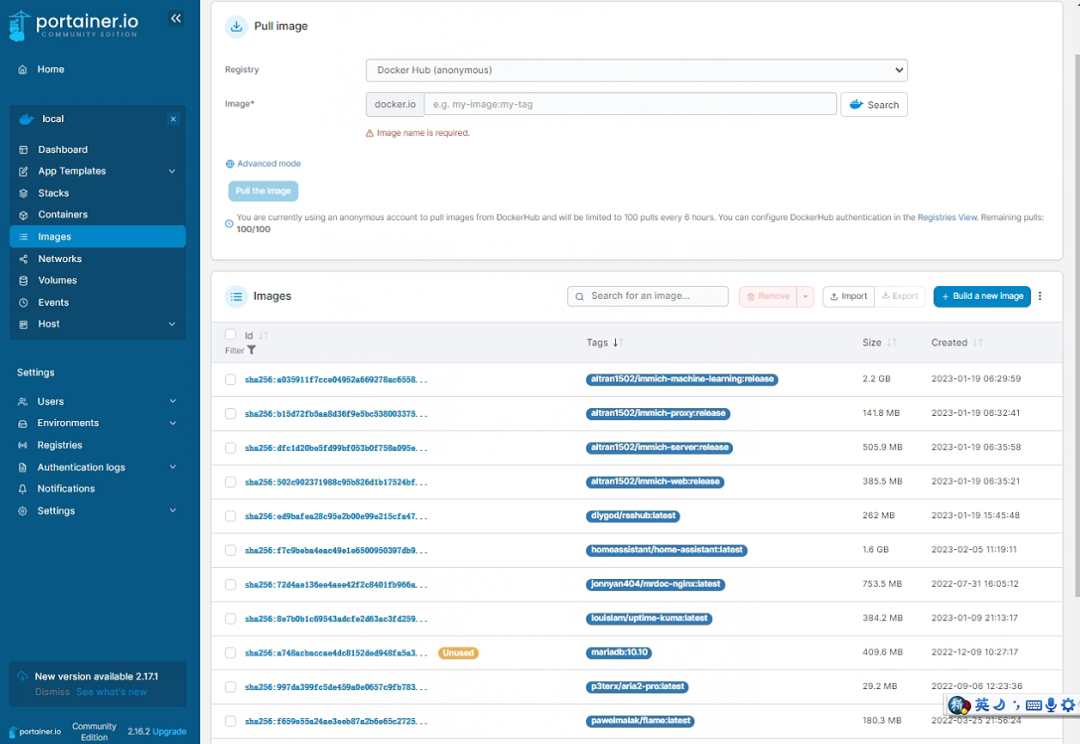 portainer.io
COMMUNITY EDITION
Home
local
Dashboard
App Templates
Stacks
Containers
Images
Networks
Volumes
Events
Host
Settings
Users
Environments
Registries
Authentication logs
Notifications
Settings
New version available 2.17.1
Dismiss See what's new
portainer.io Community Edition 2.16.2 Upgrade
Pull image
Registry
Docker Hub (anonymous)
Image*
docker.io e.g. my-image:my-tag Search
Image name is required.
Advanced mode
Pull the image
You are currently using an anonymous account to pull images from DockerHub and will be limited to 100 pulls every 6 hours. You can configure DockerHub authentication in the Registries View. Remaining pulls:
100/100
Images Search for an image... Remove Import Export + Build a new image
Id Tags Size Created
Filter
sha256:a035911f7cce04952a669278ac6558... altran1502/immich-machine-learning:release 2.2 GB 2023-01-19 06:29:59
sha256:b15d72fb5aa8d36f9e5bc538003375... altran1502/immich-proxy:release 141.8 MB 2023-01-19 06:32:41
sha256:dfc1d20be5fd99bf053b0f758a095e... altran1502/immich-server:release 505.9 MB 2023-01-19 06:35:58
sha256:502c902371988c95b826d1b17524bf... altran1502/immich-web:release 385.5 MB 2023-01-19 06:35:21
sha256:ed9bafea28c95e2b00e99e215cfa47... diygod/rsshub:latest 262 MB 2023-01-19 15:45:48
sha256:f7c9beba4eac49e1e6500950397db9... homeassistant/home-assistant:latest 1.6 GB 2023-02-05 11:19:11
sha256:72d4ae136ee4aee42f2c8401fb966a... jonnyan404/mrdoc-nginx:latest 753.5 MB 2022-07-31 16:05:12
sha256:8e7b0b1c69543adcfe2d63ac3fd259... louislam/uptime-kuma:latest 384.2 MB 2023-01-09 21:13:17
sha256:a748acbaccae4dc8152ded948fa5a3... Unused mariadb:10.10 409.6 MB 2022-12-09 10:27:17
sha256:997da399fc5de459a0e0657c9fb783... p3terx/aria2-pro:latest 29.2 MB 2022-09-06 12:23:36
sha256:f659e55a24ae3eeb87a2b6e65c2725... pawelmalak/flame:latest 180.3 MB 2022-03-25 21:56:24
英